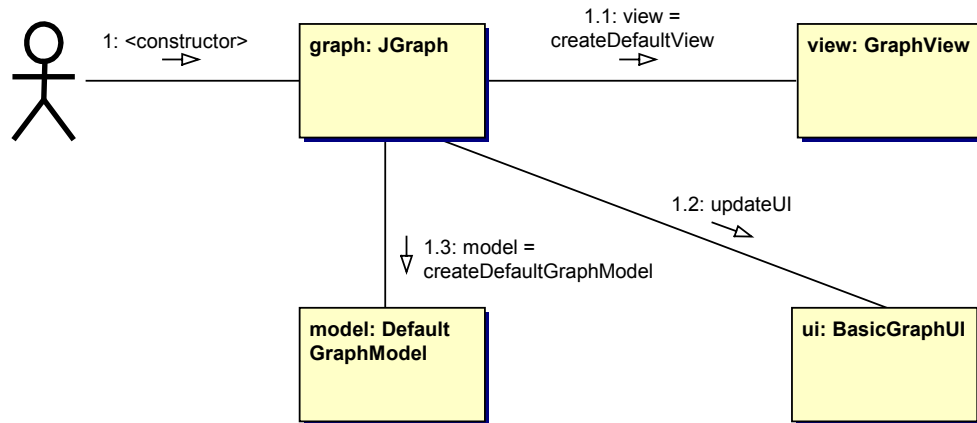 1: <constructor>
graph: JGraph
1.1: view =
createDefaultView
view: GraphView
1.2: updateUI
1.3: model =
createDefaultGraphModel
model: Default
GraphModel
ui: BasicGraphUI